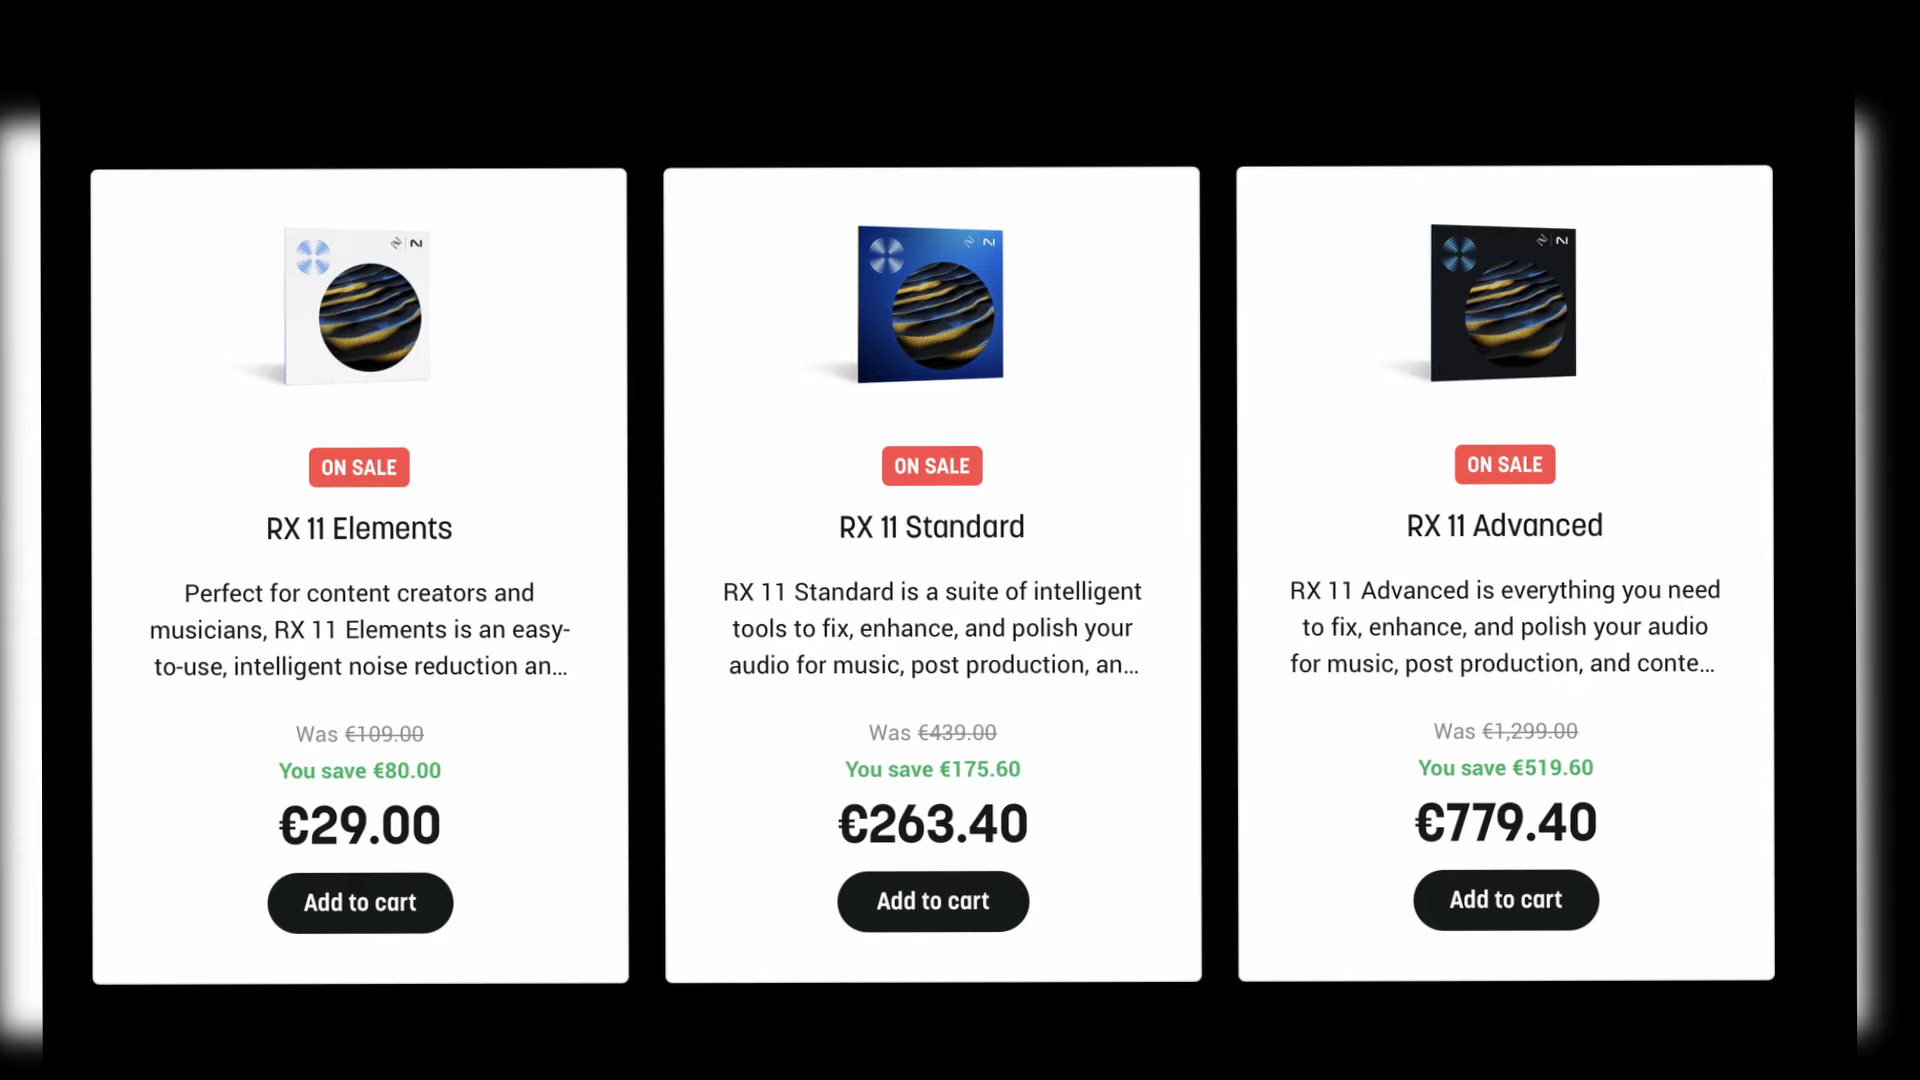 ON SALE
RX 11 Elements
Perfect for content creators and
musicians, RX 11 Elements is an easy-
to-use, intelligent noise reduction an...
Was €109.00
You save €80.00
€29.00
Add to cart
ON SALE
RX 11 Standard
RX 11 Standard is a suite of intelligent
tools to fix, enhance, and polish your
audio for music, post production, an...
Was €439.00
You save €175.60
€263.40
Add to cart
ON SALE
RX 11 Advanced
RX 11 Advanced is everything you need
to fix, enhance, and polish your audio
for music, post production, and conte...
Was €1,299.00
You save €519.60
€779.40
Add to cart